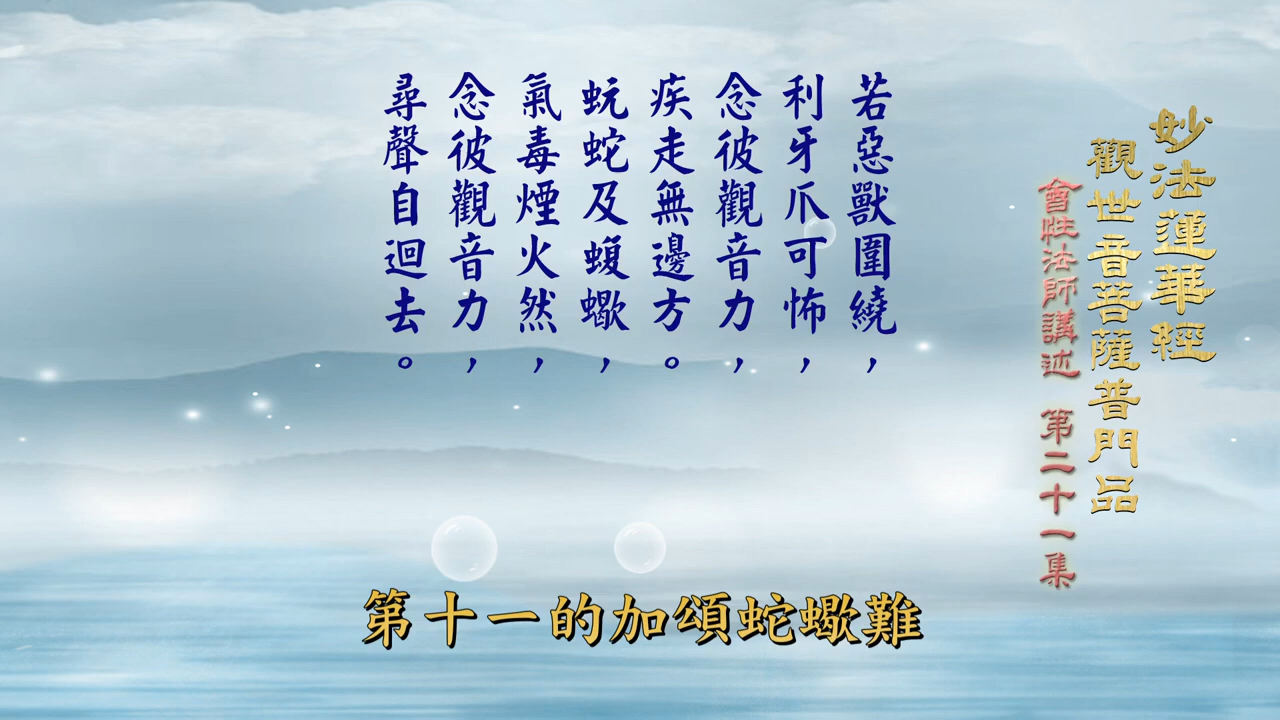 妙法蓮華經
觀世音菩薩普門品
會性法師講述 第二十一集
若惡獸圍繞，
利牙爪可怖，
念彼觀音力，
疾走無邊方。
蚖蛇及蝮蠍，
氣毒煙火然，
念彼觀音力，
尋聲自迴去。
第十一的加頌蛇蠍難